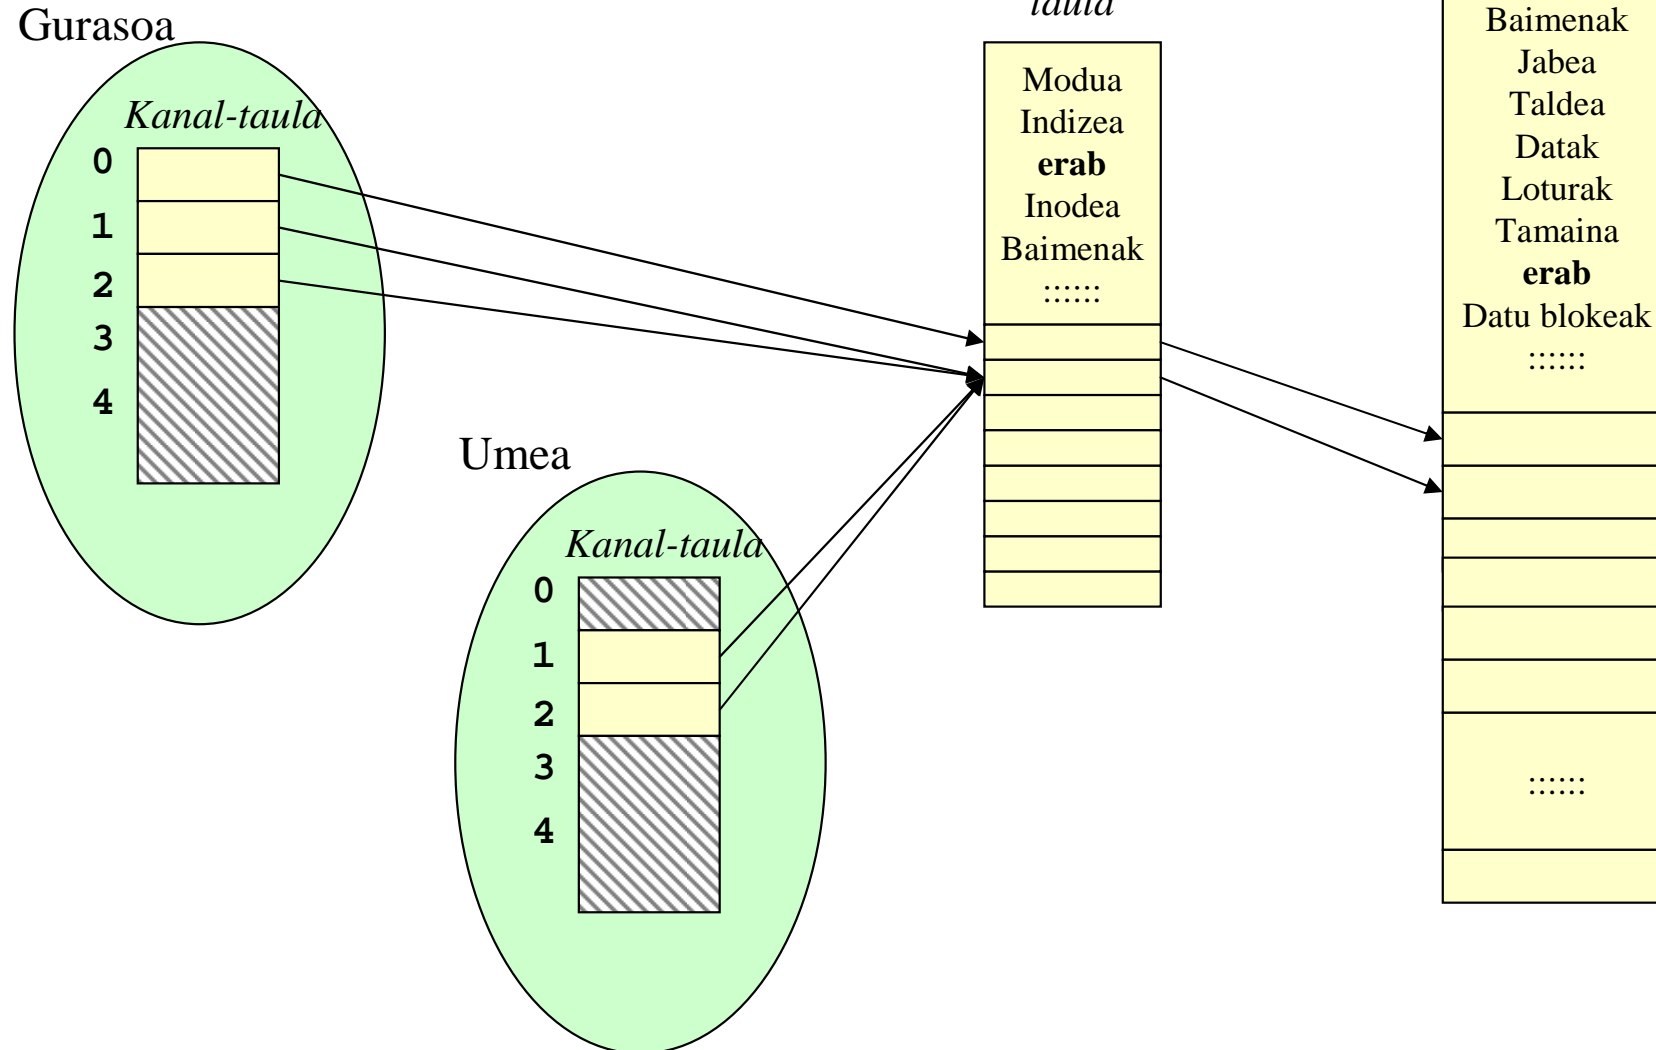 Gurasoa
Kanal-taula
0
1
2
3
4
Umea
Kanal-taula
0
1
2
3
4
taula
Modua
Indizea
erab
Inodea
Baimenak
::::::
Baimenak
Jabea
Taldea
Datak
Loturak
Tamaina
erab
Datu blokeak
::::::
::::::